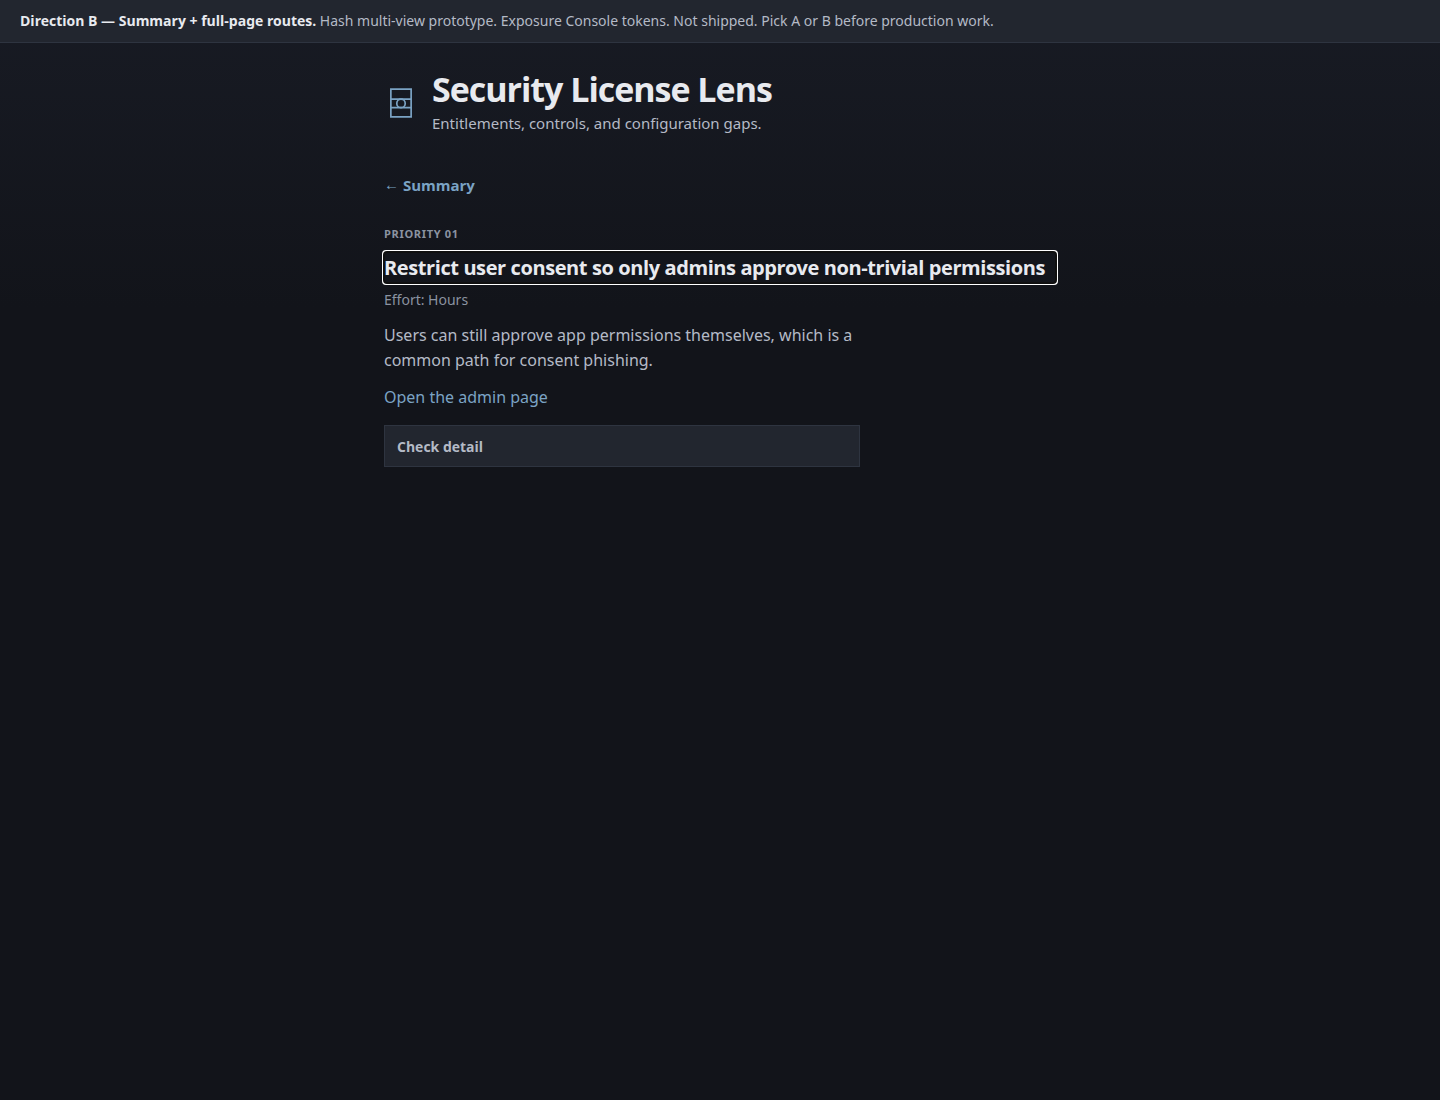 Direction B — Summary + full-page routes. Hash multi-view prototype. Exposure Console tokens. Not shipped. Pick A or B before production work.
Security License Lens
Entitlements, controls, and configuration gaps.
← Summary
PRIORITY 01
Restrict user consent so only admins approve non-trivial permissions
Effort: Hours
Users can still approve app permissions themselves, which is a
common path for consent phishing.
Open the admin page
Check detail